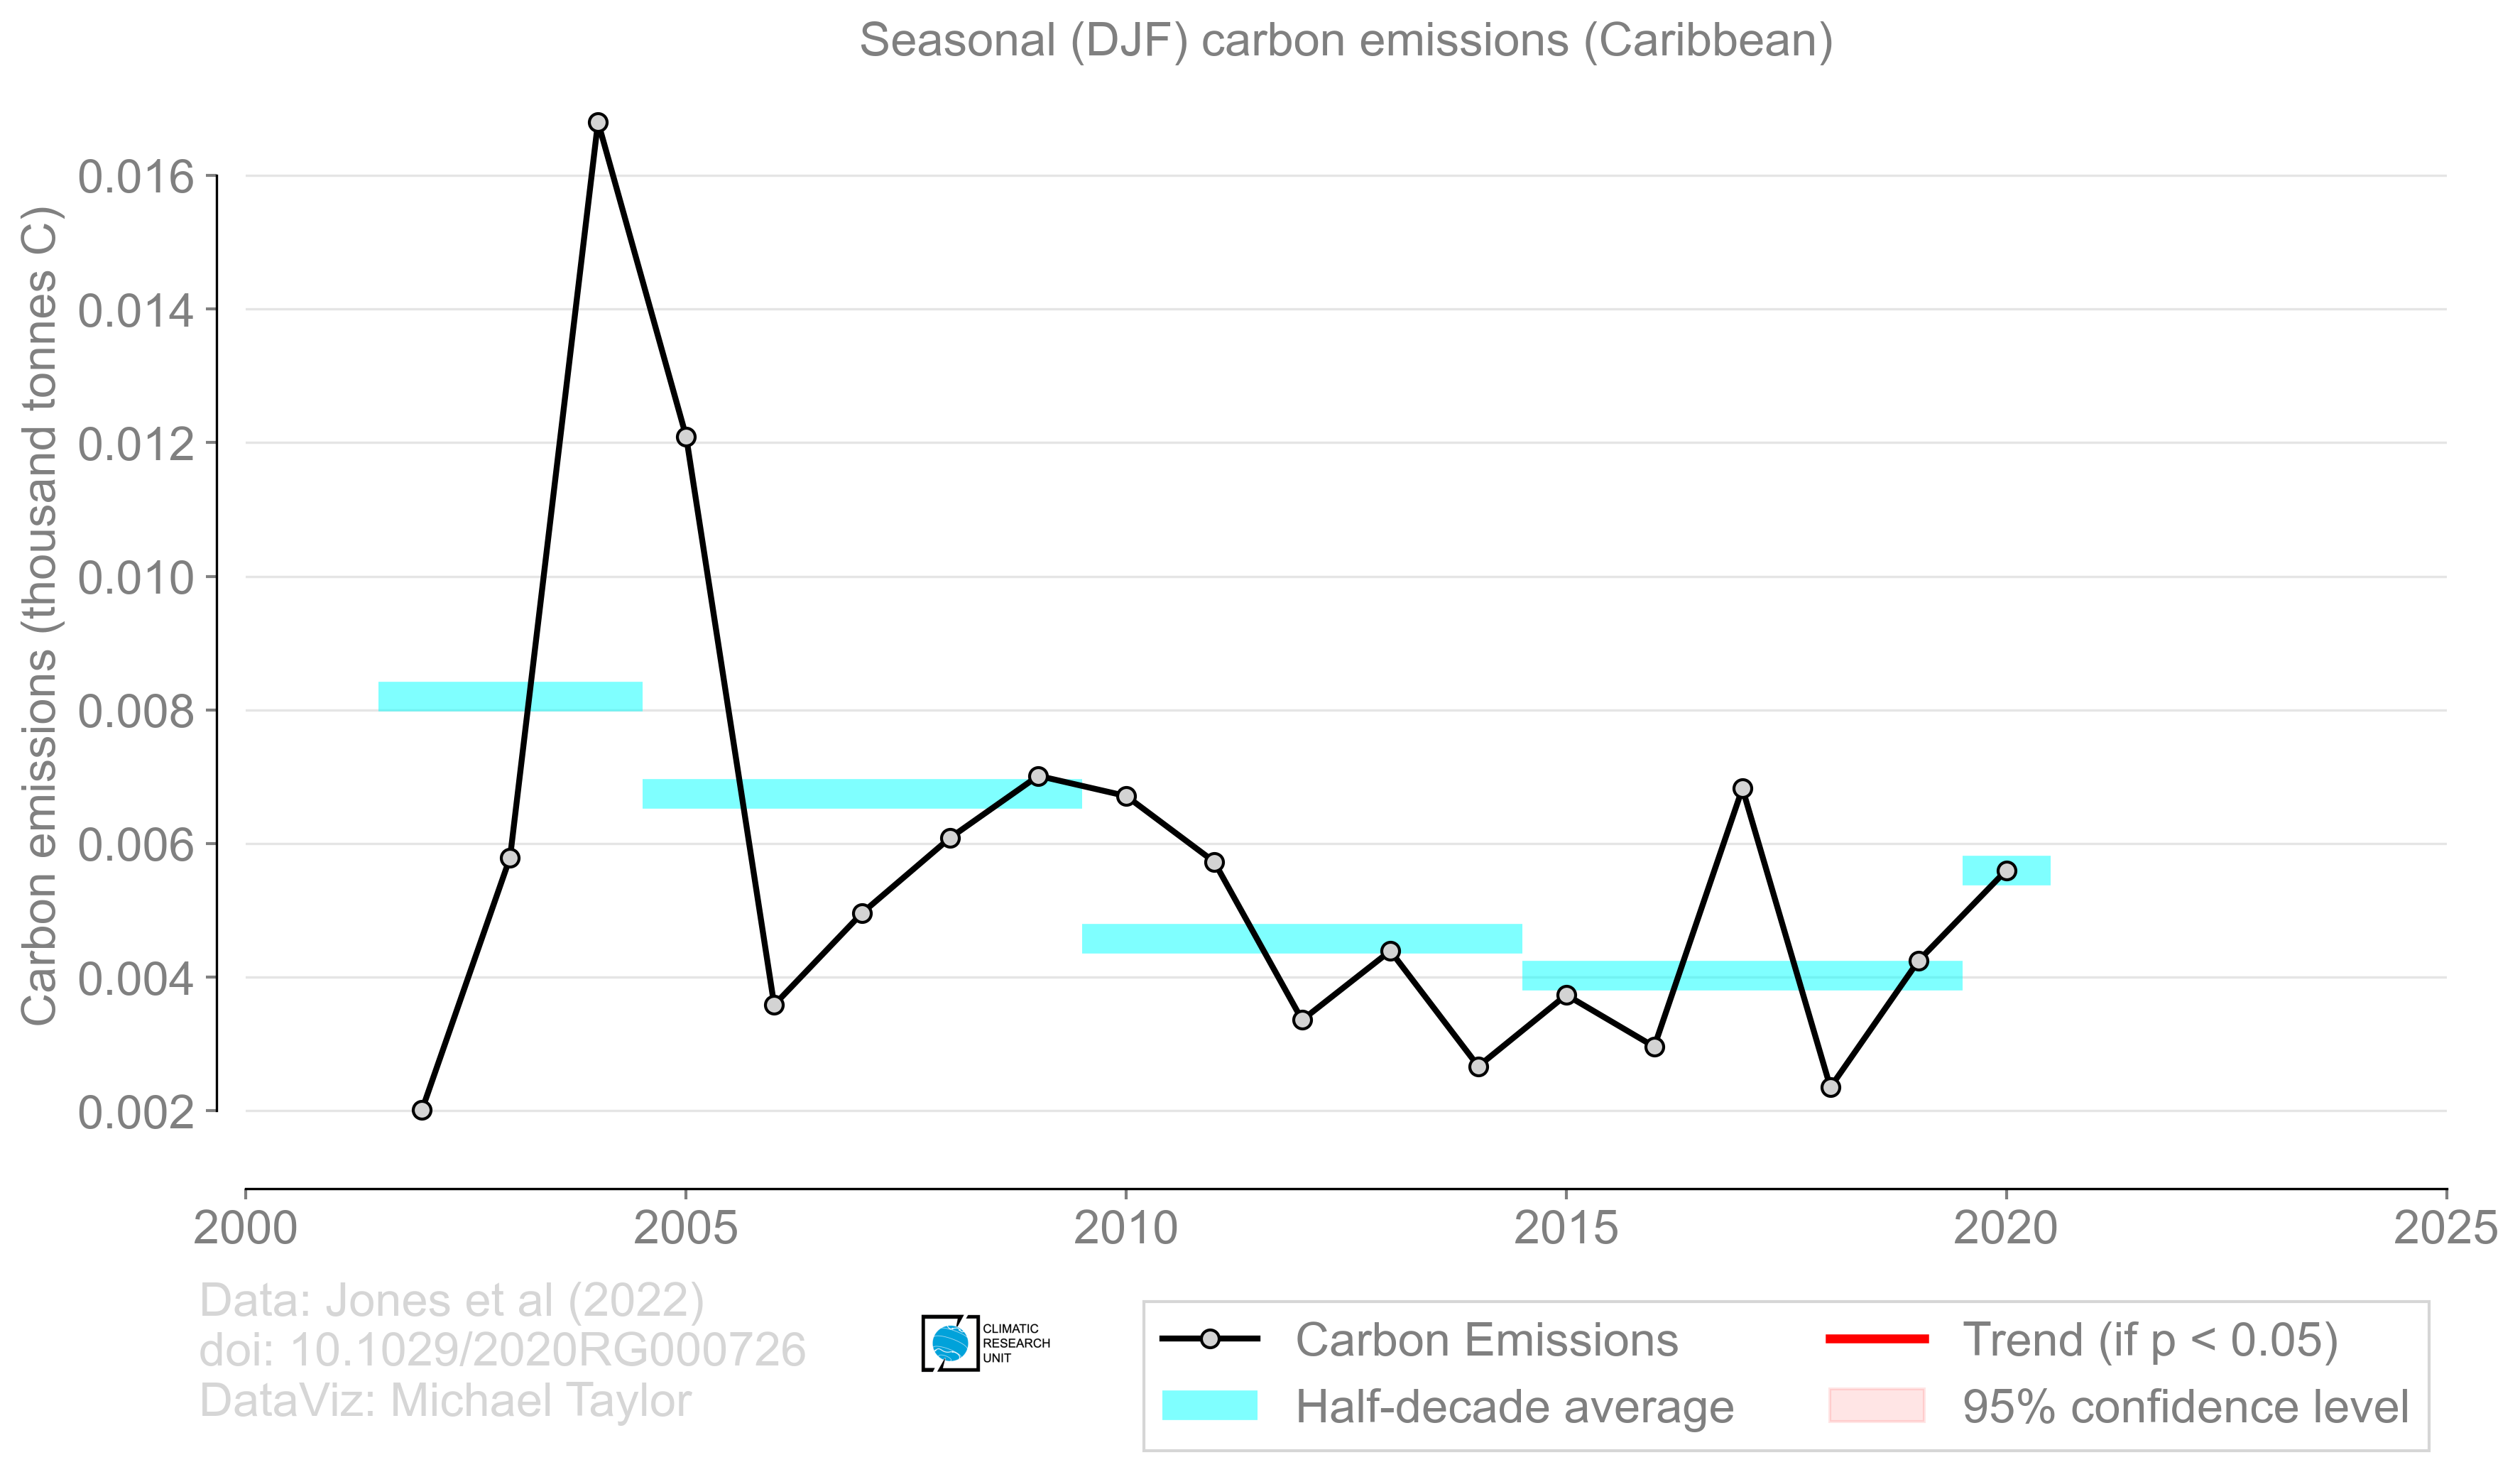 Seasonal (DJF) carbon emissions (Caribbean)
Carbon emissions (thousand tonnes C)
0.016
0.014
0.012
0.010
0.008
0.006
0.004
0.002
2000 2005 2010 2015 2020 2025
Data: Jones et al (2022)
doi: 10.1029/2020RG000726
DataViz: Michael Taylor
CLIMATIC
RESEARCH
UNIT
Carbon Emissions
Half-decade average
Trend (if p < 0.05)
95% confidence level